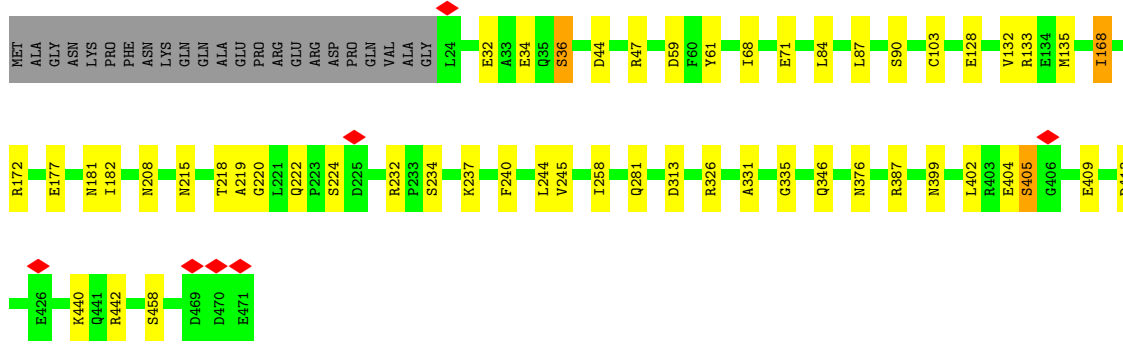 MET ALA GLY ASN LYS PRO PHE ASN LYS GLN GLN ALA GLU PRO ARG GLU ARG ASP PRO GLN VAL ALA GLY L24 E32 A33 E34 Q35 S36 D44 R47 D59 F60 Y61 I68 E71 L84 L87 S90 C103 E128 V132 R133 E134 M135 I168
R172 E177 N181 I182 N208 N215 T218 A219 G220 L221 Q222 P223 S224 D225 R232 P233 S234 K237 F240 L244 V245 I258 Q281 D313 R326 A331 G335 Q346 N376 R387 N399 L402 R403 E404 S405 G406 E409
E426 K440 Q441 R442 S458 D469 D470 E471